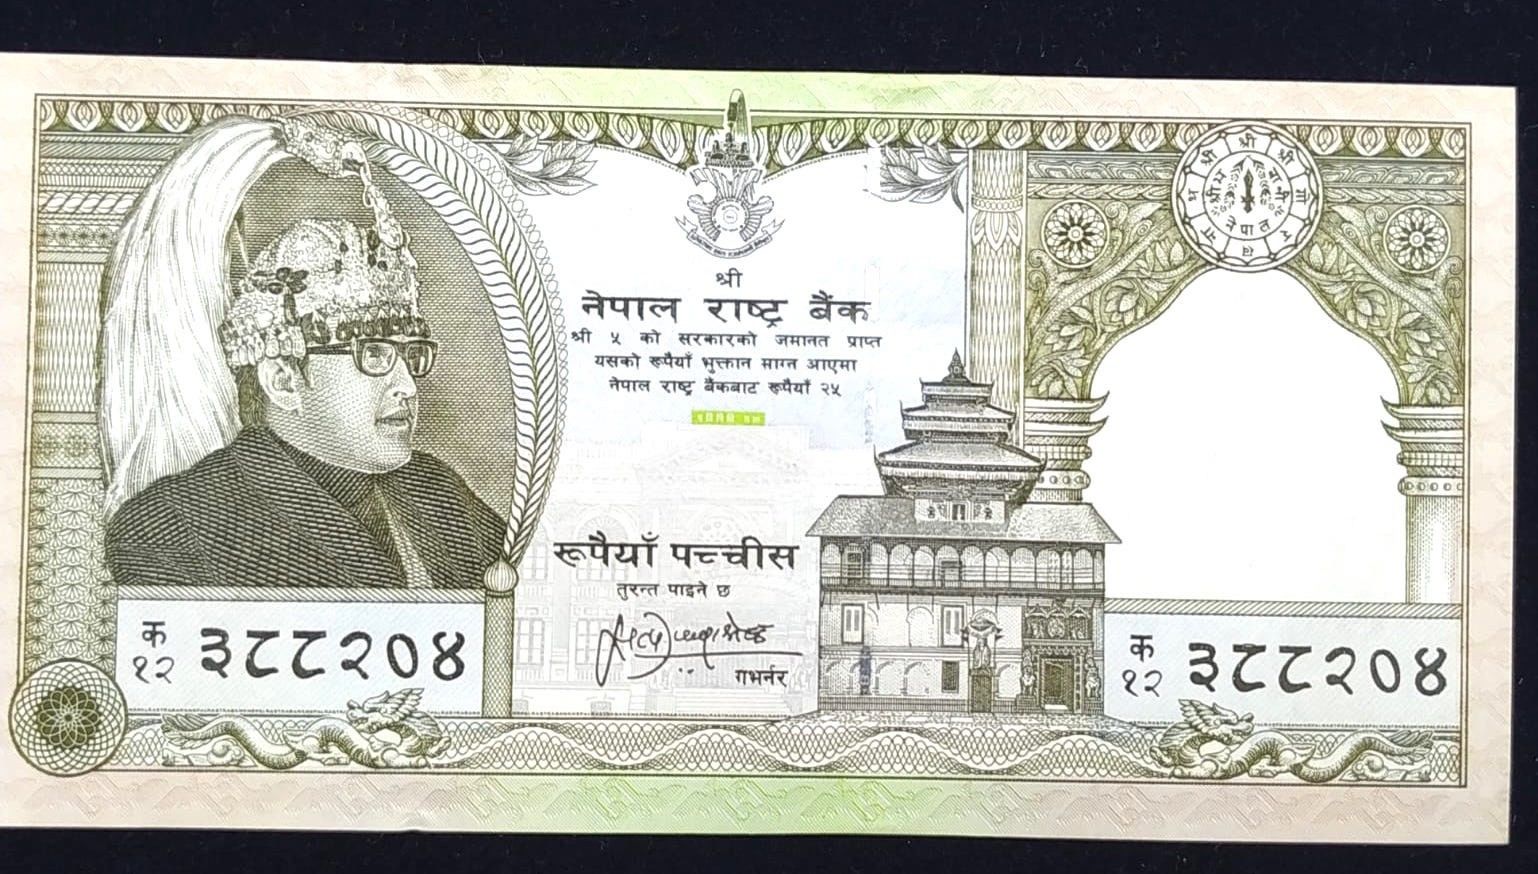 श्री
नेपाल राष्ट्र बैंक
श्री ५ को सरकारको जमानत प्राप्त
यसको रूपैयाँ भुक्तान माग्न आएमा
नेपाल राष्ट्र बैंकबाट रूपैयाँ २५
रूपैयाँ पच्चीस
तुरन्त पाइने छ
गभर्नर
क
१२ ३८८२०४
क
१२ ३८८२०४